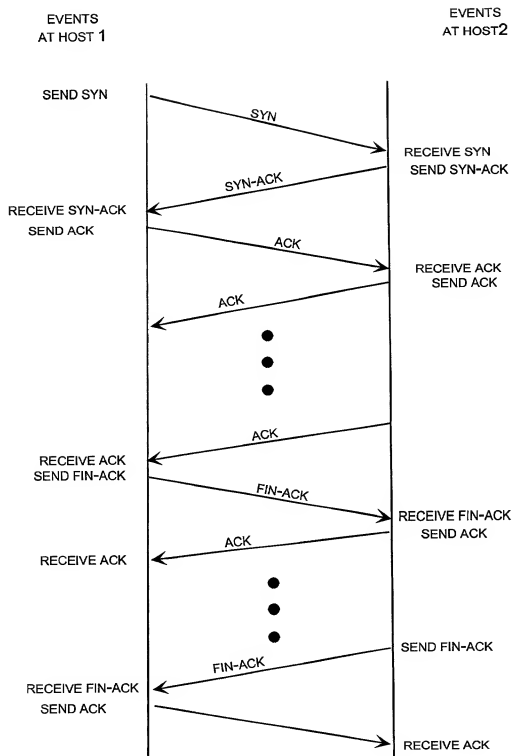 EVENTS
AT HOST 1
EVENTS
AT HOST2
SEND SYN
SYN
RECEIVE SYN
SEND SYN-ACK
SYN-ACK
RECEIVE SYN-ACK
SEND ACK
ACK
RECEIVE ACK
SEND ACK
ACK
ACK
RECEIVE ACK
SEND FIN-ACK
FIN-ACK
RECEIVE FIN-ACK
SEND ACK
ACK
RECEIVE ACK
SEND FIN-ACK
FIN-ACK
RECEIVE FIN-ACK
SEND ACK
RECEIVE ACK